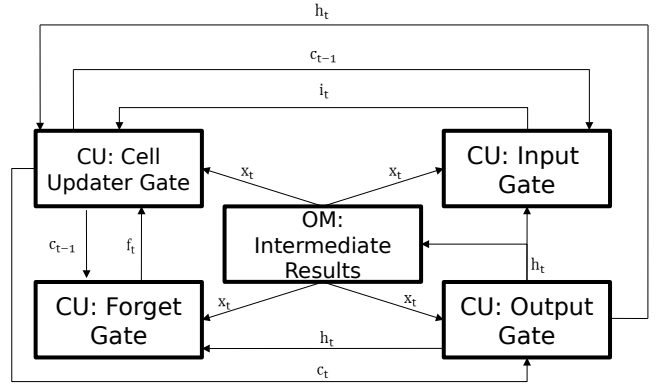 h_t
c_{t−1}
i_t
CU: Cell
Updater Gate
CU: Input
Gate
x_t
x_t
OM:
Intermediate
Results
c_{t−1}
f_t
h_t
CU: Forget
Gate
x_t
x_t
CU: Output
Gate
h_t
c_t